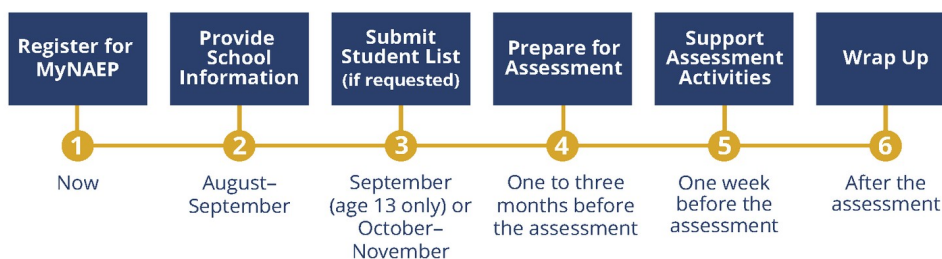 Register for
MyNAEP
Provide
School
Information
Submit
Student List
(if requested)
Prepare for
Assessment
Support
Assessment
Activities
Wrap Up
1
2
3
4
5
6
Now
August–
September
September
(age 13 only) or
October–
November
One to three
months before
the assessment
One week
before the
assessment
After the
assessment